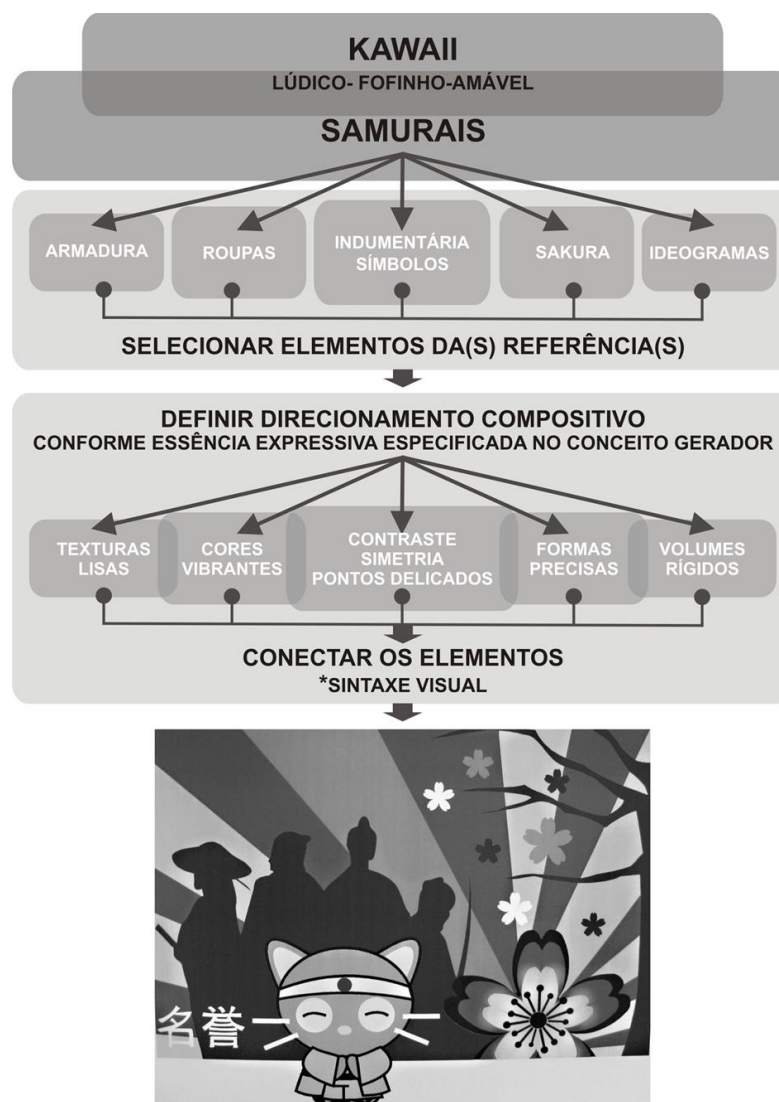 KAWAII
LÚDICO- FOFINHO-AMÁVEL
SAMURAIS
ARMADURA
ROUPAS
INDUMENTÁRIA
SÍMBOLOS
SAKURA
IDEOGRAMAS
SELECIONAR ELEMENTOS DA(S) REFERÊNCIA(S)
DEFINIR DIRECIONAMENTO COMPOSITIVO
CONFORME ESSÊNCIA EXPRESSIVA ESPECIFICADA NO CONCEITO GERADOR
TEXTURAS
LISAS
CORES
VIBRANTES
CONTRASTE
SIMETRIA
PONTOS DELICADOS
FORMAS
PRECISAS
VOLUMES
RÍGIDOS
CONECTAR OS ELEMENTOS
*SINTAXE VISUAL
名誉